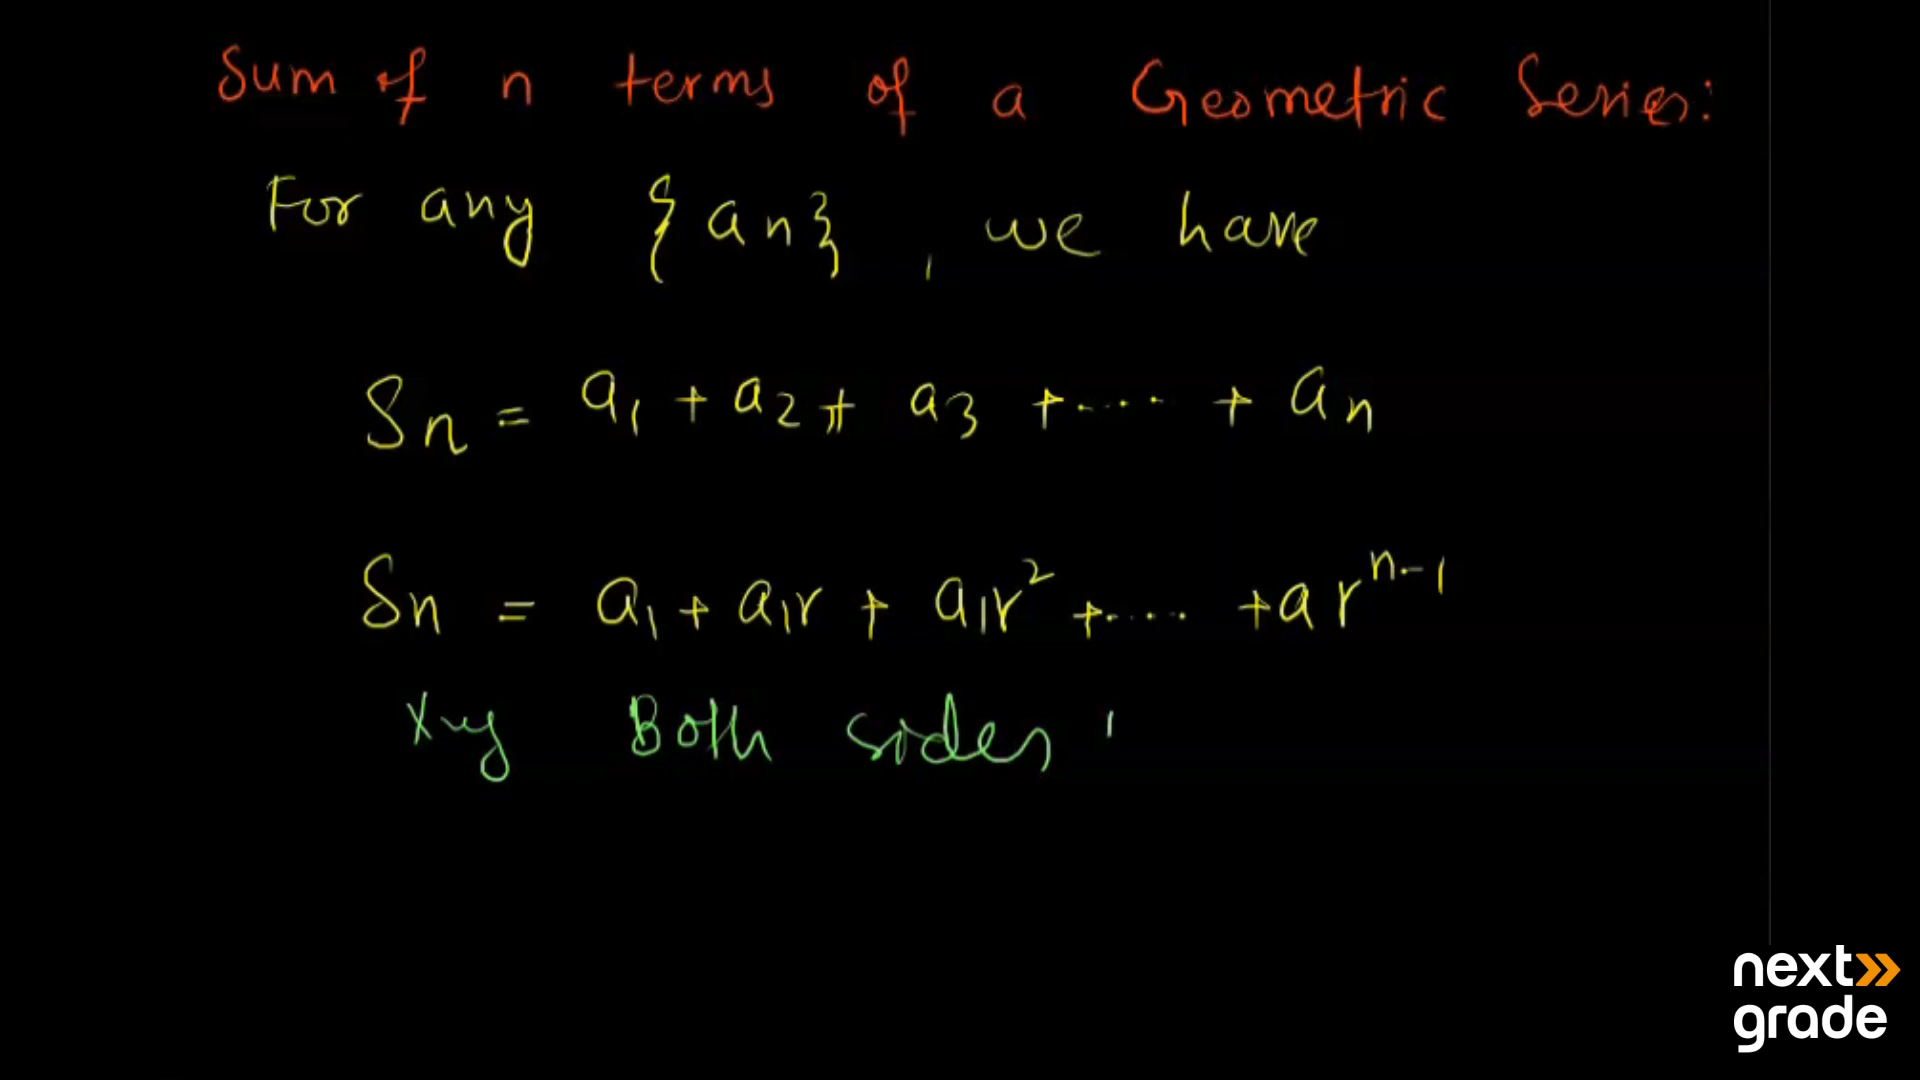 Sum of n terms of a Geometric Series:
For any {an}, we have
Sn = a₁ + a₂ + a₃ +.... + an
Sn = a₁ + a₁r + a₁r² +.... +arⁿ⁻¹
Xng Both sides
next
grade